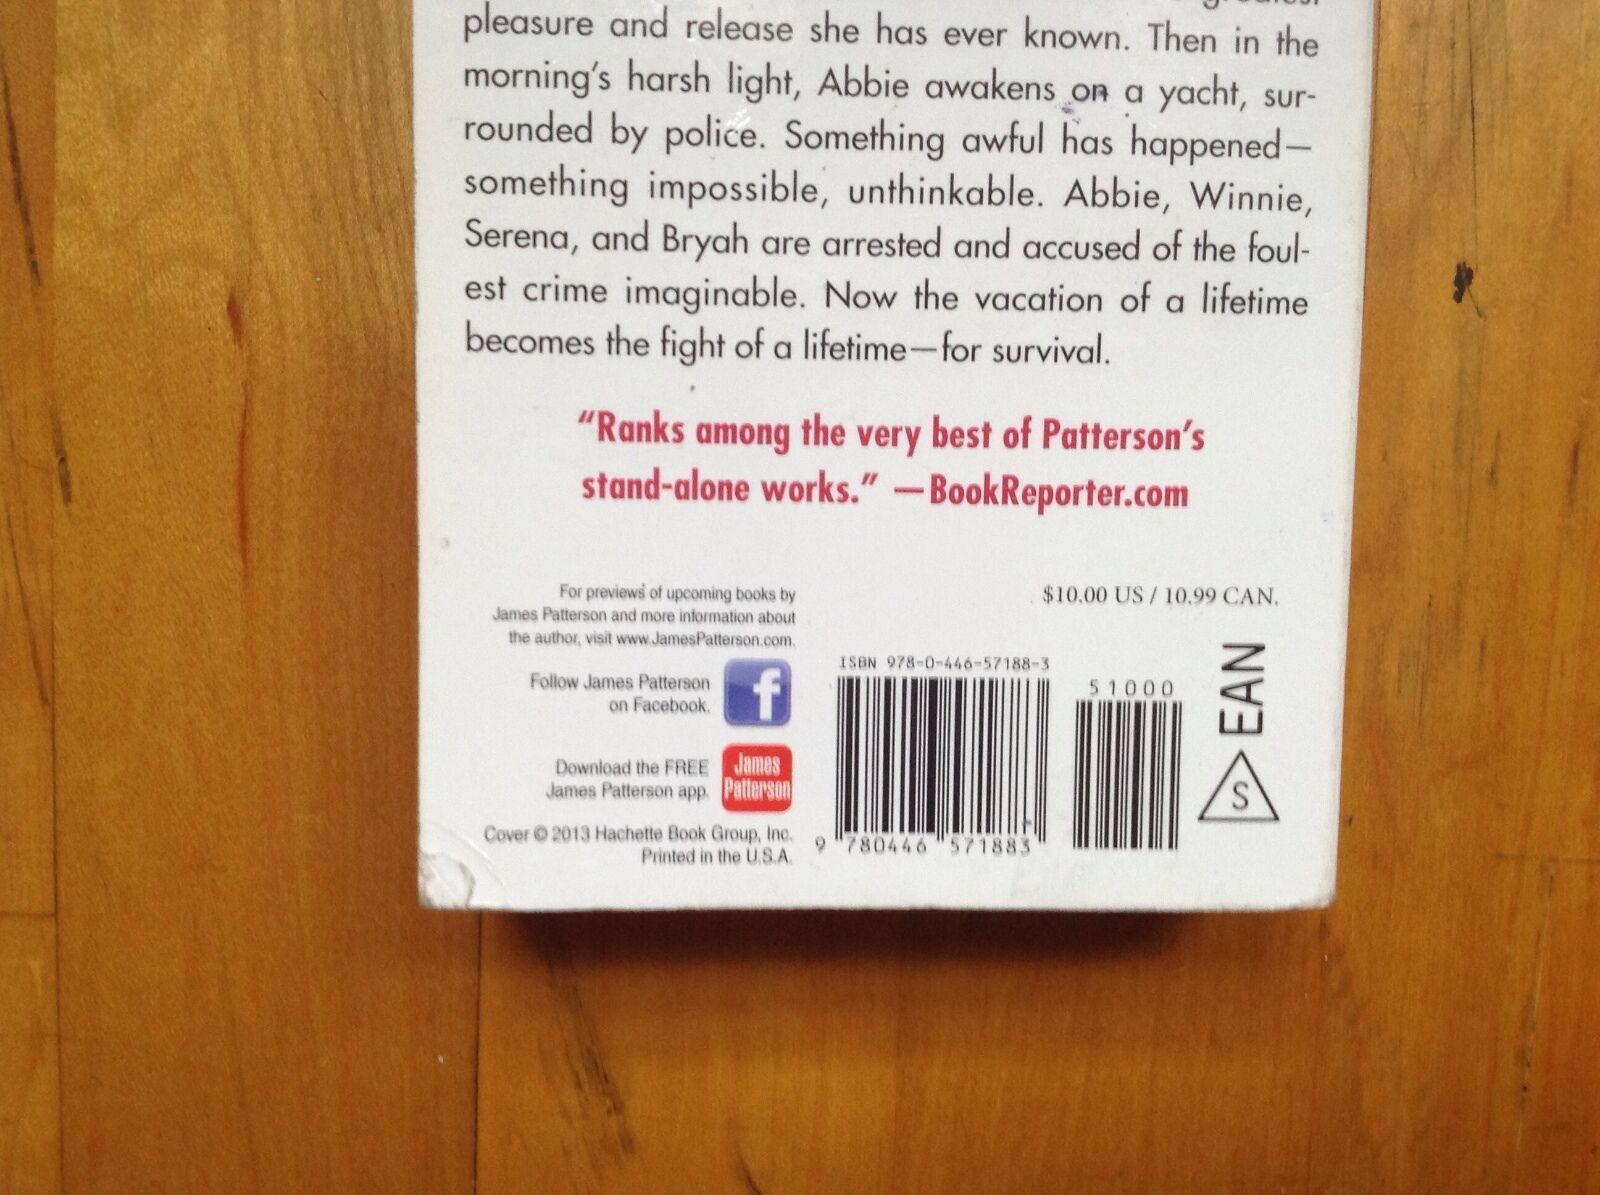 greatest
pleasure and release she has ever known. Then in the
morning's harsh light, Abbie awakens on a yacht, sur-
rounded by police. Something awful has happened—
something impossible, unthinkable. Abbie, Winnie,
Serena, and Bryah are arrested and accused of the foul-
est crime imaginable. Now the vacation of a lifetime
becomes the fight of a lifetime—for survival.
"Ranks among the very best of Patterson's
stand-alone works." —BookReporter.com
For previews of upcoming books by
James Patterson and more information about
the author, visit www.JamesPatterson.com.
Follow James Patterson
on Facebook.
f
Download the FREE
James Patterson app.
James
Patterson
Cover © 2013 Hachette Book Group, Inc.
Printed in the U.S.A.
$10.00 US / 10.99 CAN.
ISBN 978-0-446-57188-3
9 780446 571883
51000
EAN
S